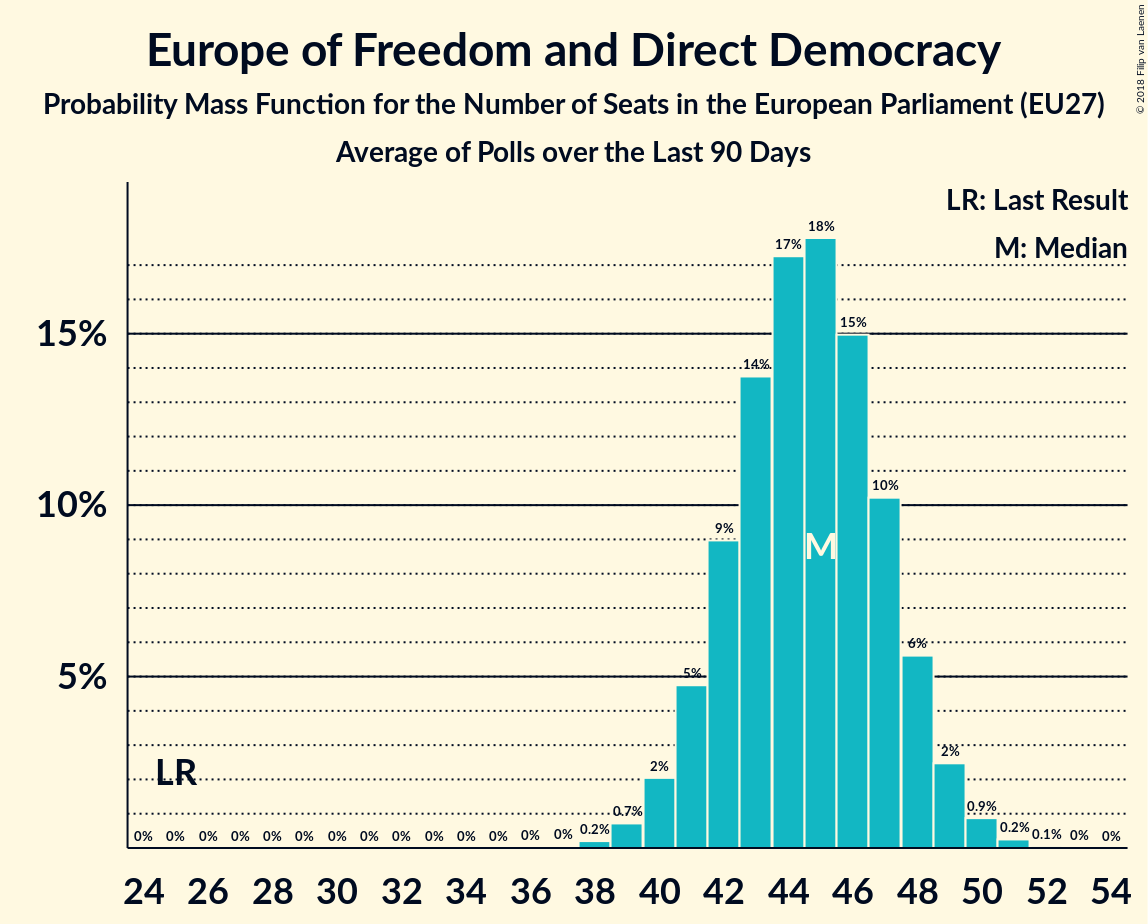 Europe of Freedom and Direct Democracy
Probability Mass Function for the Number of Seats in the European Parliament (EU27)
Average of Polls over the Last 90 Days
© 2018 Filip van Laenen
LR: Last Result
M: Median
15%
10%
5%
LR
M
0% 0% 0% 0% 0% 0% 0% 0% 0% 0% 0% 0% 0% 0% 0.2% 0.7% 2% 5% 9% 14% 17% 18% 15% 10% 6% 2% 0.9% 0.2% 0.1% 0% 0%
24 26 28 30 32 34 36 38 40 42 44 46 48 50 52 54